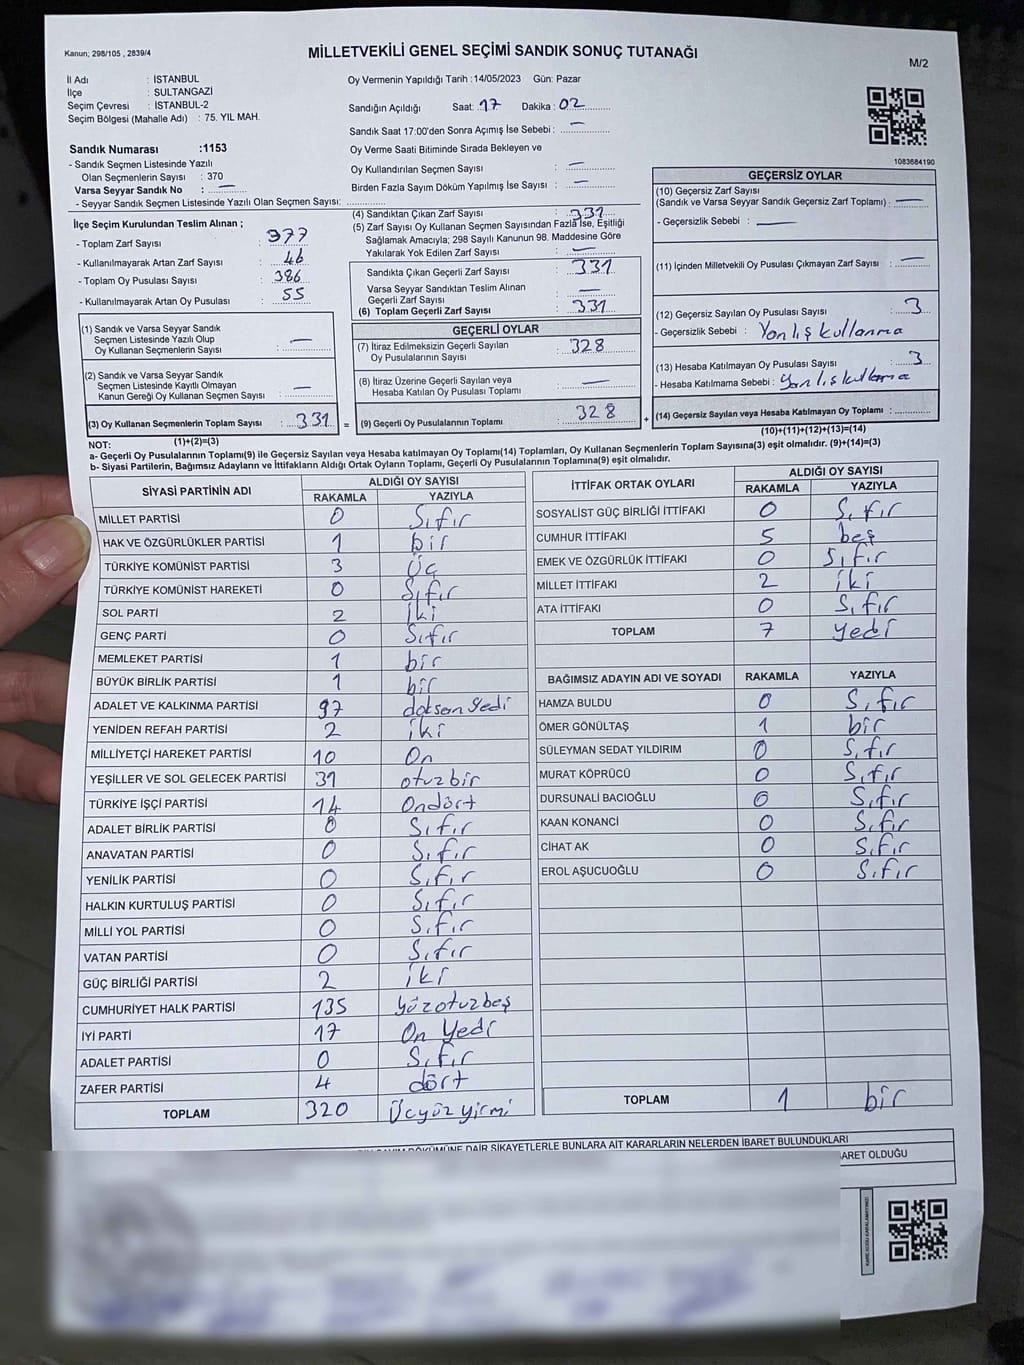 Kanun; 298/105 , 2839/4
MİLLETVEKİLİ GENEL SEÇİMİ SANDIK SONUÇ TUTANAĞI
M/2
İl Adı : İSTANBUL
İlçe : SULTANGAZİ
Seçim Çevresi : İSTANBUL-2
Seçim Bölgesi (Mahalle Adı) : 75. YIL MAH.
Oy Vermenin Yapıldığı Tarih :14/05/2023 Gün: Pazar
Sandığın Açıldığı Saat: 17 Dakika : 02
Sandık Saat 17:00'den Sonra Açımış İse Sebebi : —
Oy Verme Saati Bitiminde Sırada Bekleyen ve
Oy Kullandırılan Seçmen Sayısı : —
Birden Fazla Sayım Döküm Yapılmış İse Sayısı : —
1083684190
Sandık Numarası :1153
- Sandık Seçmen Listesinde Yazılı
Olan Seçmenlerin Sayısı : 370
Varsa Seyyar Sandık No : —
- Seyyar Sandık Seçmen Listesinde Yazılı Olan Seçmen Sayısı:
İlçe Seçim Kurulundan Teslim Alınan ;
- Toplam Zarf Sayısı : 377
- Kullanılmayarak Artan Zarf Sayısı : 46
- Toplam Oy Pusulası Sayısı : 386
- Kullanılmayarak Artan Oy Pusulası : 55
(1) Sandık ve Varsa Seyyar Sandık
Seçmen Listesinde Yazılı Olup
Oy Kullanan Seçmenlerin Sayısı : —
(2) Sandık ve Varsa Seyyar Sandık
Seçmen Listesinde Kayıtlı Olmayan
Kanun Gereği Oy Kullanan Seçmen Sayısı : —
(3) Oy Kullanan Seçmenlerin Toplam Sayısı : 331 =
(1)+(2)=(3)
(4) Sandıktan Çıkan Zarf Sayısı : 331
(5) Zarf Sayısı Oy Kullanan Seçmen Sayısından Fazla İse, Eşitliği
Sağlamak Amacıyla; 298 Sayılı Kanunun 98. Maddesine Göre
Yakılarak Yok Edilen Zarf Sayısı : —
Sandıkta Çıkan Geçerli Zarf Sayısı : 331
Varsa Seyyar Sandıktan Teslim Alınan
Geçerli Zarf Sayısı : —
(6) Toplam Geçerli Zarf Sayısı : 331
GEÇERLİ OYLAR
(7) İtiraz Edilmeksizin Geçerli Sayılan
Oy Pusulalarının Sayısı : 328
(8) İtiraz Üzerine Geçerli Sayılan veya
Hesaba Katılan Oy Pusulası Toplamı : —
(9) Geçerli Oy Pusulalarının Toplamı : 328 +
GEÇERSİZ OYLAR
(10) Geçersiz Zarf Sayısı
(Sandık ve Varsa Seyyar Sandık Geçersiz Zarf Toplamı) : —
- Geçersizlik Sebebi : —
(11) İçinden Milletvekili Oy Pusulası Çıkmayan Zarf Sayısı : —
(12) Geçersiz Sayılan Oy Pusulası Sayısı : 3
- Geçersizlik Sebebi : Yanlış kullanma
(13) Hesaba Katılmayan Oy Pusulası Sayısı : 3
- Hesaba Katılmama Sebebi : Yanlış kullanma
(14) Geçersiz Sayılan veya Hesaba Katılmayan Oy Toplamı :
(10)+(11)+(12)+(13)=(14)
NOT:
a- Geçerli Oy Pusulalarının Toplamı(9) ile Geçersiz Sayılan veya Hesaba Katılmayan Oy Toplamı(14) Toplamları, Oy Kullanan Seçmenlerin Toplam Sayısına(3) eşit olmalıdır. (9)+(14)=(3)
b- Siyasi Partilerin, Bağımsız Adayların ve İttifakların Aldığı Ortak Oyların Toplamı, Geçerli Oy Pusulalarının Toplamına(9) eşit olmalıdır.
SİYASİ PARTİNİN ADI ALDIĞI OY SAYISI
RAKAMLA YAZIYLA
MİLLET PARTİSİ 0 Sıfır
HAK VE ÖZGÜRLÜKLER PARTİSİ 1 bir
TÜRKİYE KOMÜNİST PARTİSİ 3 Üç
TÜRKİYE KOMÜNİST HAREKETİ 0 Sıfır
SOL PARTİ 2 iki
GENÇ PARTİ 0 Sıfır
MEMLEKET PARTİSİ 1 bir
BÜYÜK BİRLİK PARTİSİ 1 bir
ADALET VE KALKINMA PARTİSİ 97 doksan yedi
YENİDEN REFAH PARTİSİ 2 iki
MİLLİYETÇİ HAREKET PARTİSİ 10 On
YEŞİLLER VE SOL GELECEK PARTİSİ 31 otuzbir
TÜRKİYE İŞÇİ PARTİSİ 14 Ondört
ADALET BİRLİK PARTİSİ 0 Sıfır
ANAVATAN PARTİSİ 0 Sıfır
YENİLİK PARTİSİ 0 Sıfır
HALKIN KURTULUŞ PARTİSİ 0 Sıfır
MİLLİ YOL PARTİSİ 0 Sıfır
VATAN PARTİSİ 0 Sıfır
GÜÇ BİRLİĞİ PARTİSİ 2 iki
CUMHURİYET HALK PARTİSİ 135 yüzotuzbeş
İYİ PARTİ 17 On Yedi
ADALET PARTİSİ 0 Sıfır
ZAFER PARTİSİ 4 dört
TOPLAM 320 Üçyüz yirmi
İTTİFAK ORTAK OYLARI ALDIĞI OY SAYISI
RAKAMLA YAZIYLA
SOSYALİST GÜÇ BİRLİĞİ İTTİFAKI 0 Sıfır
CUMHUR İTTİFAKI 5 beş
EMEK VE ÖZGÜRLÜK İTTİFAKI 0 Sıfır
MİLLET İTTİFAKI 2 iki
ATA İTTİFAKI 0 Sıfır
TOPLAM 7 yedi
BAĞIMSIZ ADAYIN ADI VE SOYADI RAKAMLA YAZIYLA
HAMZA BULDU 0 Sıfır
ÖMER GÖNÜLTAŞ 1 bir
SÜLEYMAN SEDAT YILDIRIM 0 Sıfır
MURAT KÖPRÜCÜ 0 Sıfır
DURSUNALİ BACIOĞLU 0 Sıfır
KAAN KONANCİ 0 Sıfır
CİHAT AK 0 Sıfır
EROL AŞUCUOĞLU 0 Sıfır
TOPLAM 1 bir
DÖKÜMÜNE DAİR ŞİKAYETLERLE BUNLARA AİT KARARLARIN NELERDEN İBARET BULUNDUKLARI
ARET OLDUĞU